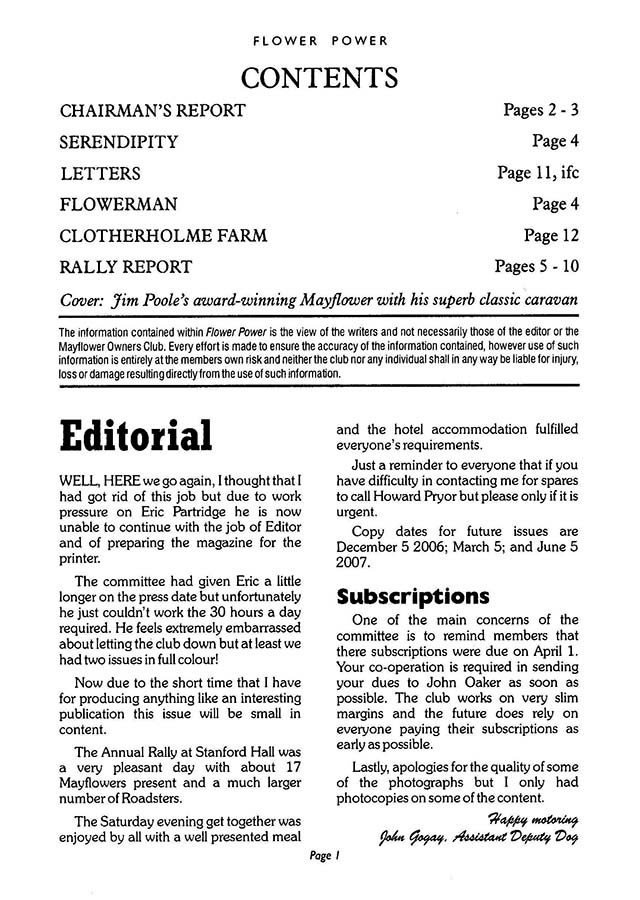 FLOWER POWER
CONTENTS
CHAIRMAN'S REPORT Pages 2 - 3
SERENDIPITY Page 4
LETTERS Page 11, ifc
FLOWERMAN Page 4
CLOTHERHOLME FARM Page 12
RALLY REPORT Pages 5 - 10
Cover: Jim Poole's award-winning Mayflower with his superb classic caravan
The information contained within Flower Power is the view of the writers and not necessarily those of the editor or the
Mayflower Owners Club. Every effort is made to ensure the accuracy of the information contained, however use of such
information is entirely at the members own risk and neither the club nor any individual shall in any way be liable for injury,
loss or damage resulting directly from the use of such information.
Editorial
WELL, HERE we go again, I thought that I
had got rid of this job but due to work
pressure on Eric Partridge he is now
unable to continue with the job of Editor
and of preparing the magazine for the
printer.
The committee had given Eric a little
longer on the press date but unfortunately
he just couldn't work the 30 hours a day
required. He feels extremely embarrassed
about letting the club down but at least we
had two issues in full colour!
Now due to the short time that I have
for producing anything like an interesting
publication this issue will be small in
content.
The Annual Rally at Stanford Hall was
a very pleasant day with about 17
Mayflowers present and a much larger
number of Roadsters.
The Saturday evening get together was
enjoyed by all with a well presented meal
and the hotel accommodation fulfilled
everyone's requirements.
Just a reminder to everyone that if you
have difficulty in contacting me for spares
to call Howard Pryor but please only if it is
urgent.
Copy dates for future issues are
December 5 2006; March 5; and June 5
2007.
Subscriptions
One of the main concerns of the
committee is to remind members that
there subscriptions were due on April 1.
Your co-operation is required in sending
your dues to John Oaker as soon as
possible. The club works on very slim
margins and the future does rely on
everyone paying their subscriptions as
early as possible.
Lastly, apologies for the quality of some
of the photographs but I only had
photocopies on some of the content.
Happy motoring
John Gogay, Assistant Deputy Dog
Page 1